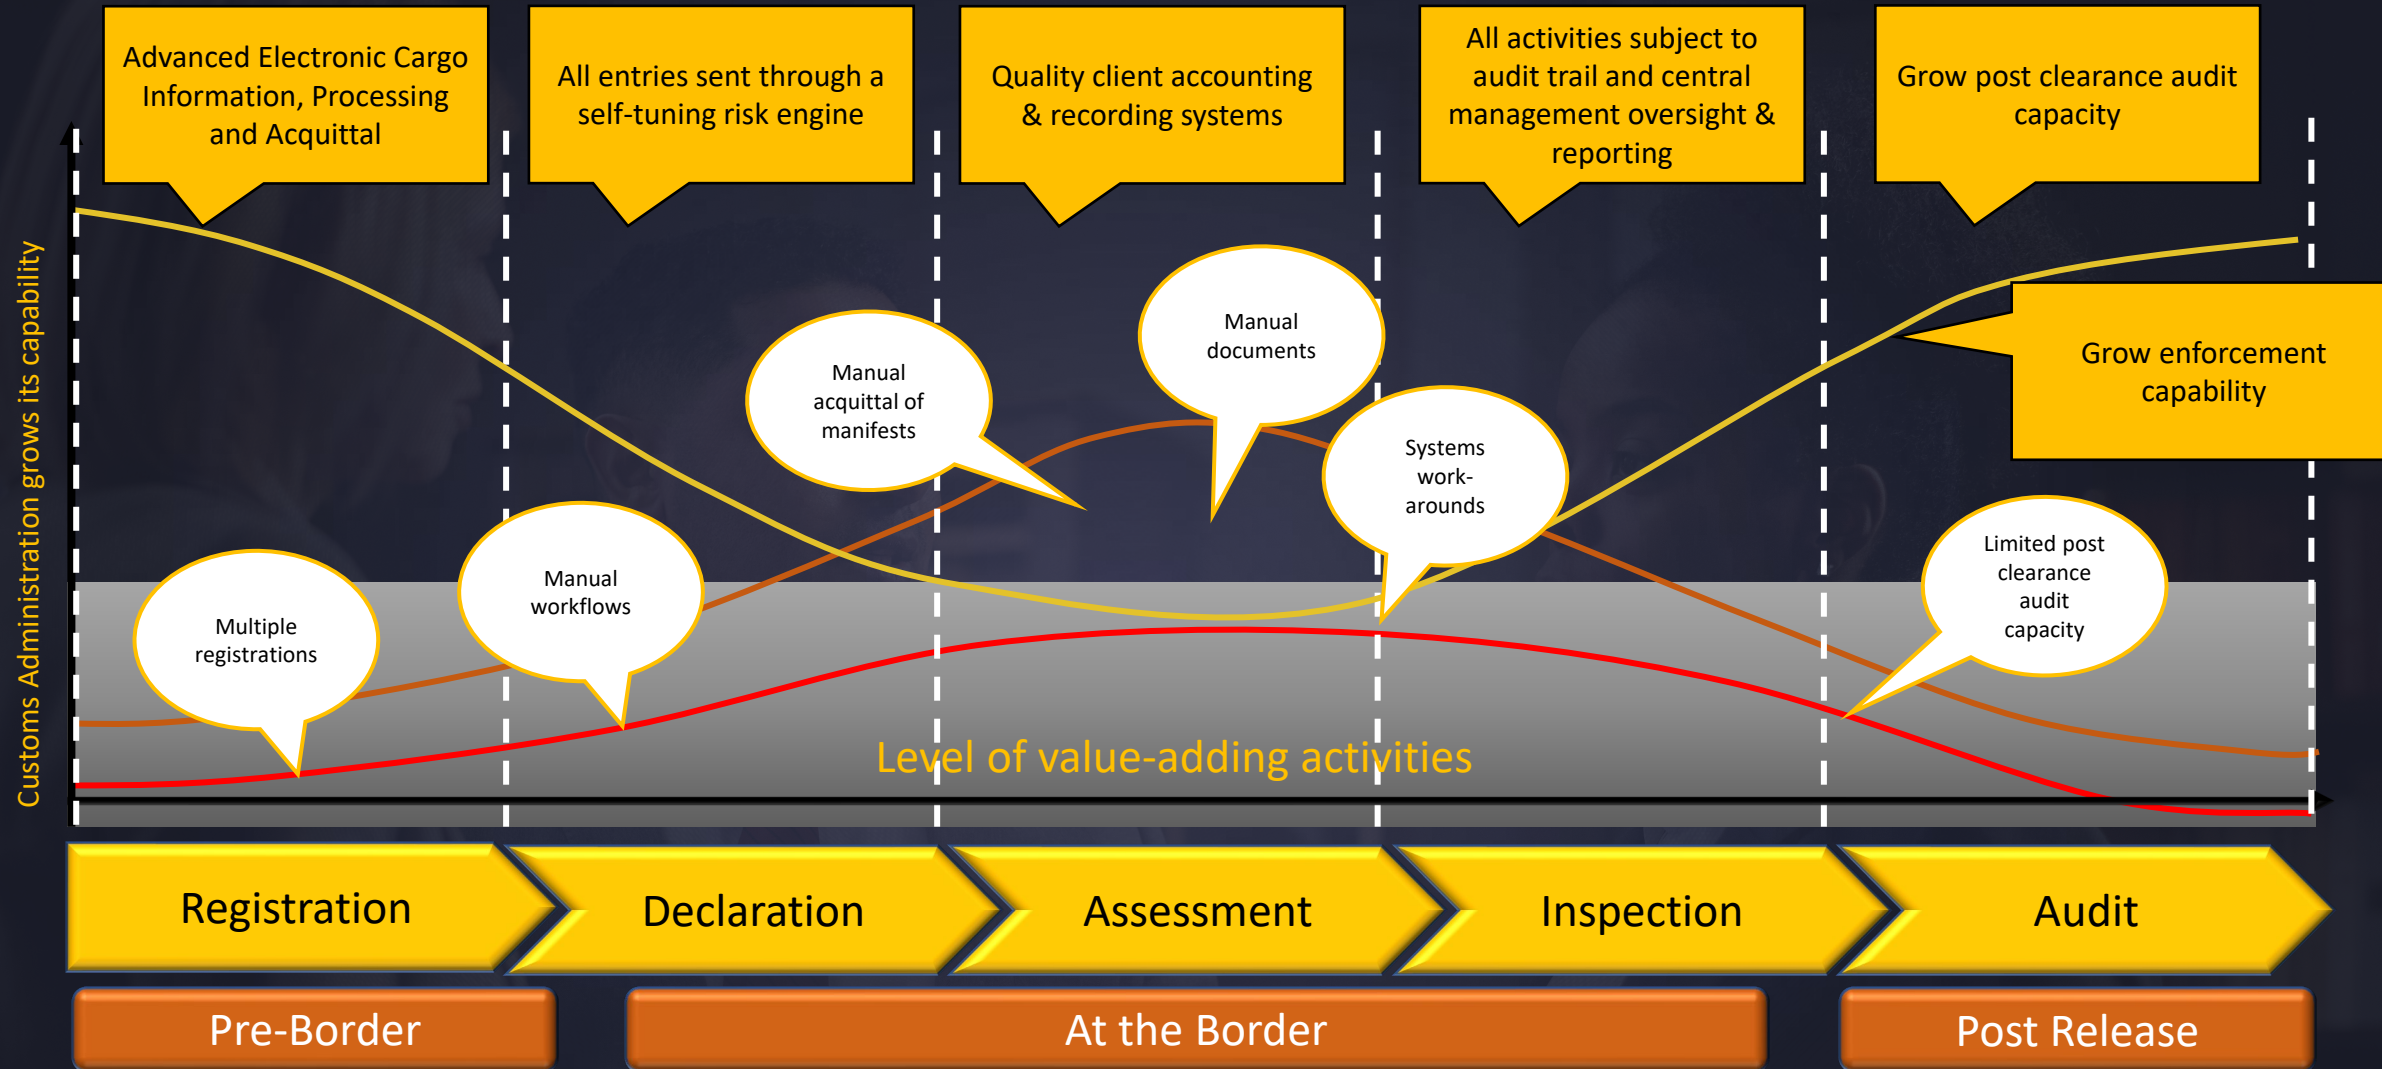 Advanced Electronic Cargo
Information, Processing
and Acquittal
All entries sent through a
self-tuning risk engine
Quality client accounting
& recording systems
All activities subject to
audit trail and central
management oversight &
reporting
Grow post clearance audit
capacity
Grow enforcement
capability
Customs Administration grows its capability
Manual
documents
Manual
acquittal of
manifests
Systems
work-
arounds
Manual
workflows
Multiple
registrations
Limited post
clearance
audit
capacity
Level of value-adding activities
Registration
Declaration
Assessment
Inspection
Audit
Pre-Border
At the Border
Post Release